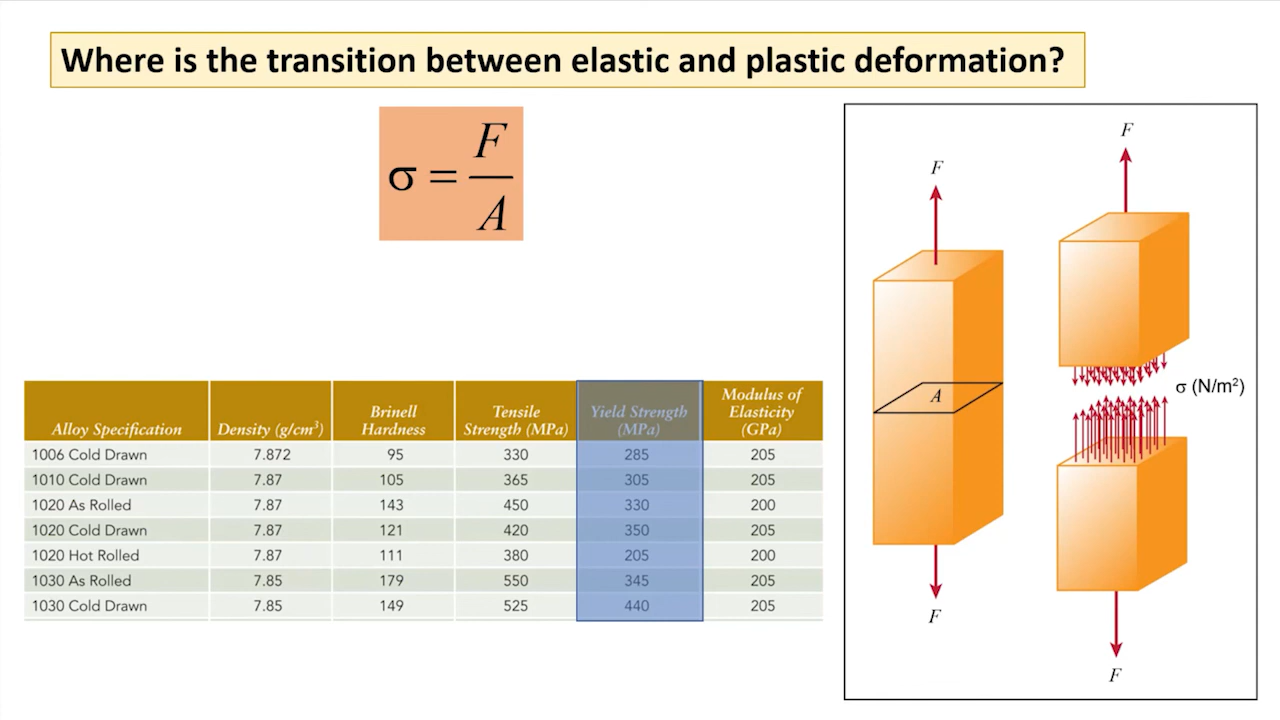 Where is the transition between elastic and plastic deformation?
σ = F/A
Alloy Specification Density (g/cm³) Brinell Hardness Tensile Strength (MPa) Yield Strength (MPa) Modulus of Elasticity (GPa)
1006 Cold Drawn 7.872 95 330 285 205
1010 Cold Drawn 7.87 105 365 305 205
1020 As Rolled 7.87 143 450 330 200
1020 Cold Drawn 7.87 121 420 350 205
1020 Hot Rolled 7.87 111 380 205 200
1030 As Rolled 7.85 179 550 345 205
1030 Cold Drawn 7.85 149 525 440 205
F
F
A
σ (N/m²)
F
F